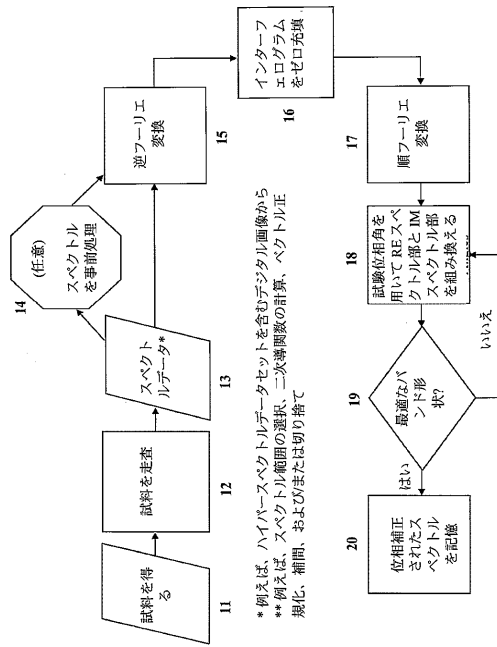 試料を得
る
11
試料を走査
12
スペクト
ルデータ*
13
14
(任意)
スペクトル
を事前処理
逆フーリエ
変換
15
インターフ
ェログラム
をゼロ充填
16
順フーリエ
変換
17
試験位相角を
用いて REスペ
クトル部と IM
スペクトル部
を組み換える
18
最適なバ
ンド形
状?
19
はい
いいえ
位相補正
されたス
ペクトル
を記憶
20
* 例えば、ハイパースペクトルデータセットを含むデジタル画像から
** 例えば、スペクトル範囲の選択、二次導関数の計算、ベクトル正
規化、補間、および/または切り捨て